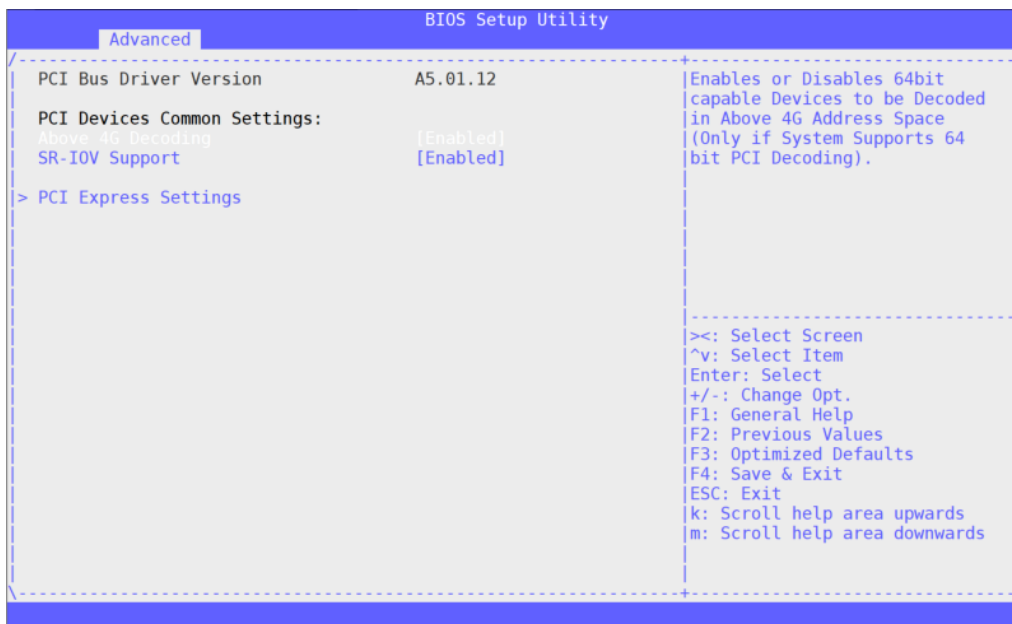 BIOS Setup Utility
Advanced
PCI Bus Driver Version A5.01.12
PCI Devices Common Settings:
Above 4G Decoding [Enabled]
SR-IOV Support [Enabled]
> PCI Express Settings
Enables or Disables 64bit
capable Devices to be Decoded
in Above 4G Address Space
(Only if System Supports 64
bit PCI Decoding).
><: Select Screen
^v: Select Item
Enter: Select
+/-: Change Opt.
F1: General Help
F2: Previous Values
F3: Optimized Defaults
F4: Save & Exit
ESC: Exit
k: Scroll help area upwards
m: Scroll help area downwards